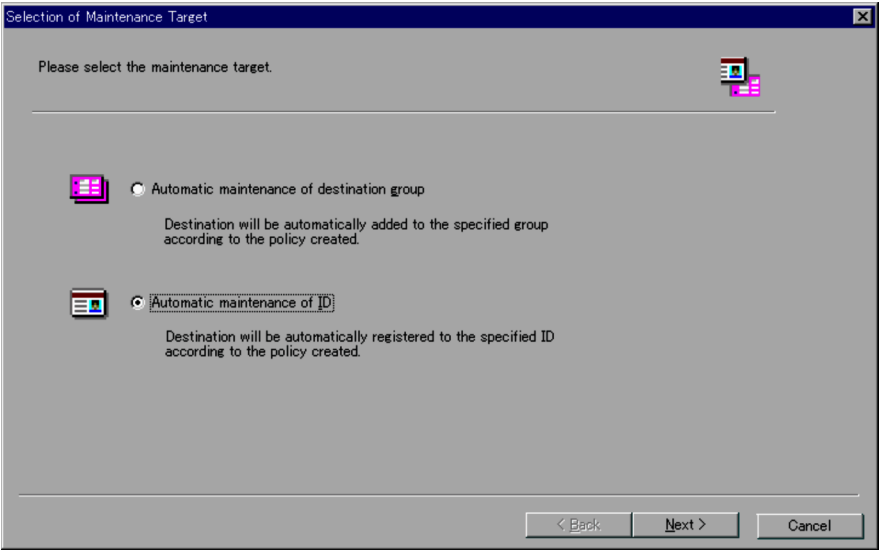 Selection of Maintenance Target
Please select the maintenance target.
Automatic maintenance of destination group
Destination will be automatically added to the specified group
according to the policy created.
Automatic maintenance of ID
Destination will be automatically registered to the specified ID
according to the policy created.
< Back
Next >
Cancel